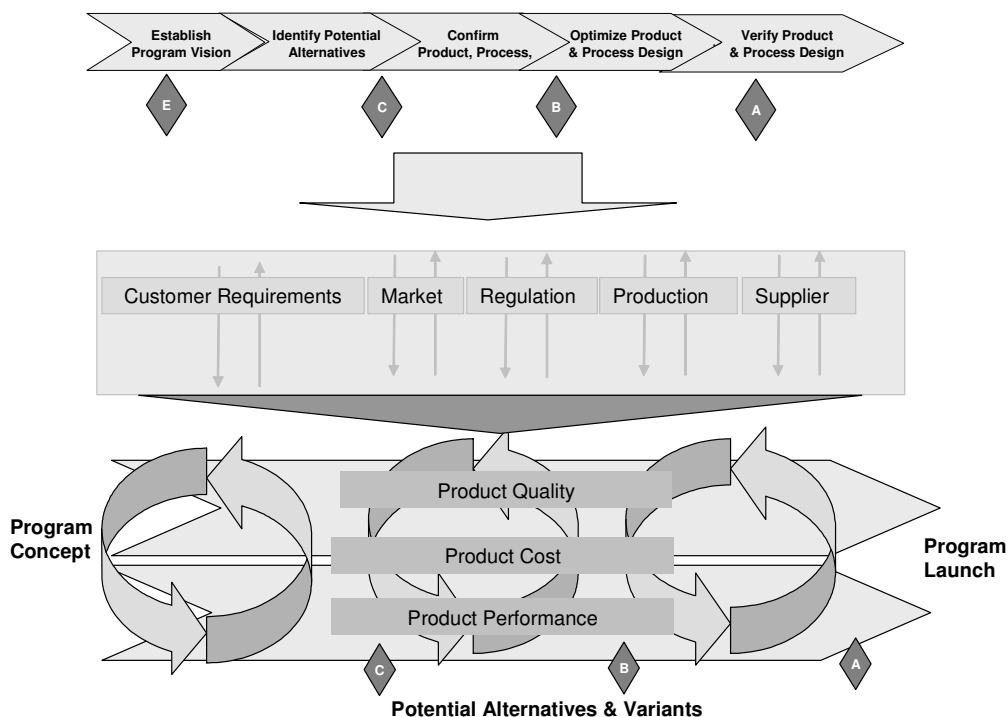 Establish
Program Vision
Identify Potential
Alternatives
Confirm
Product, Process,
Optimize Product
& Process Design
Verify Product
& Process Design
E
C
B
A
Customer Requirements
Market
Regulation
Production
Supplier
Product Quality
Program
Concept
Product Cost
Program
Launch
Product Performance
C
B
A
Potential Alternatives & Variants